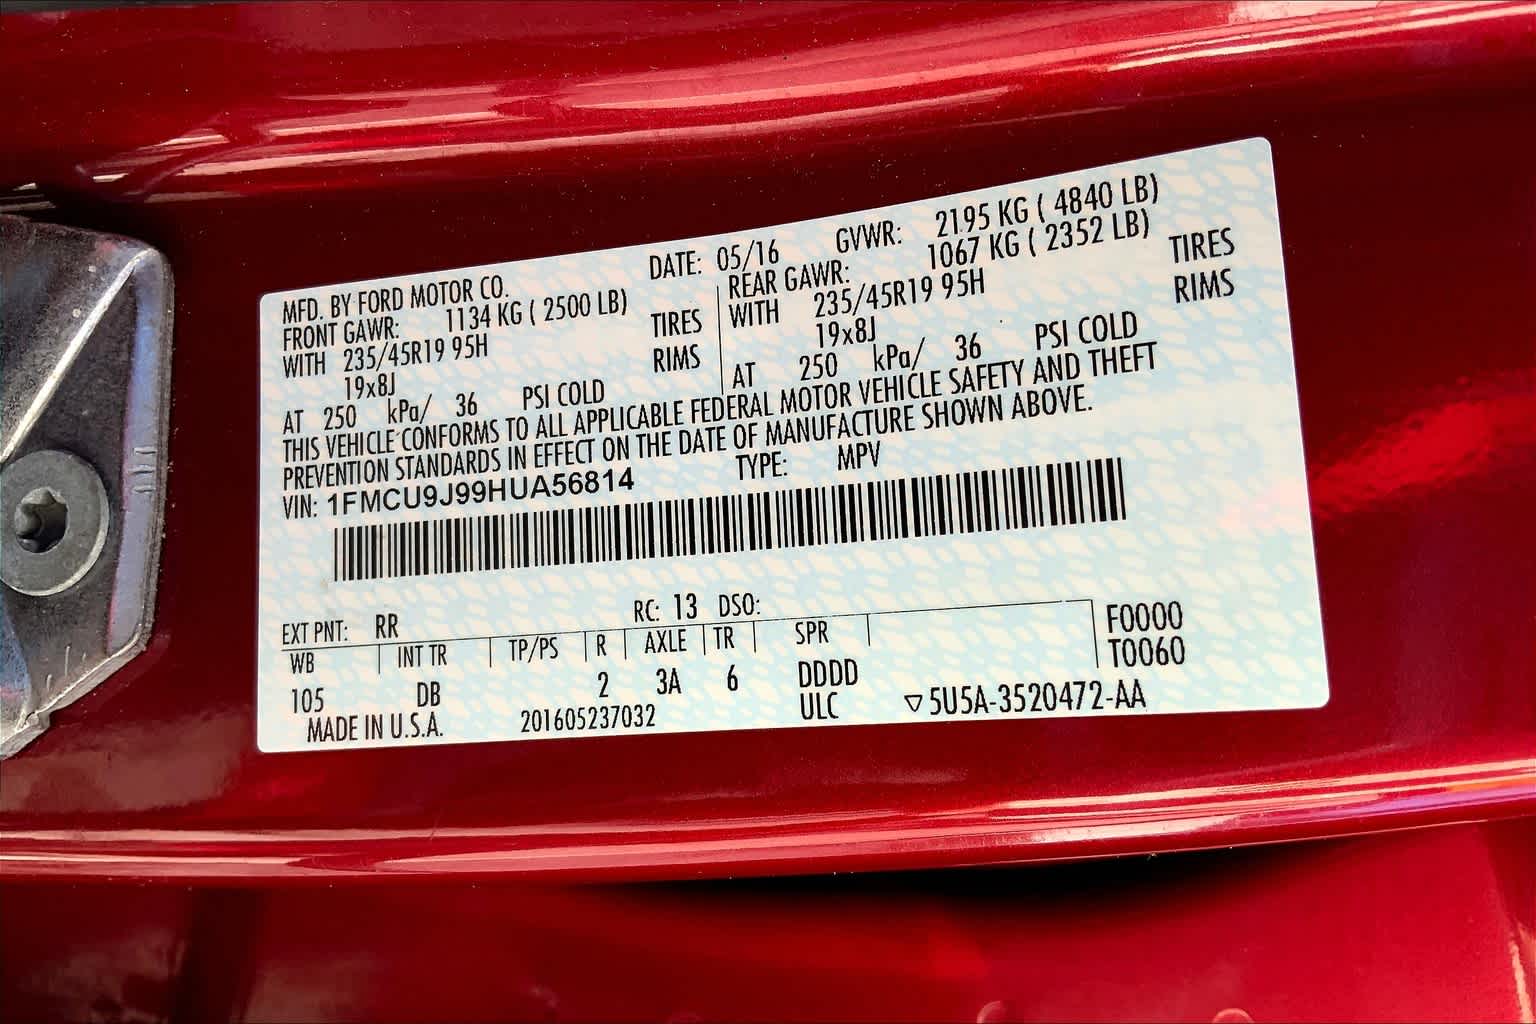 MFD. BY FORD MOTOR CO. DATE: 05/16 GVWR: 2195 KG ( 4840 LB)
FRONT GAWR: 1134 KG ( 2500 LB) REAR GAWR: 1067 KG ( 2352 LB)
WITH 235/45R19 95H TIRES WITH 235/45R19 95H TIRES
19x8J RIMS 19x8J RIMS
AT 250 kPa/ 36 PSI COLD AT 250 kPa/ 36 PSI COLD
THIS VEHICLE CONFORMS TO ALL APPLICABLE FEDERAL MOTOR VEHICLE SAFETY AND THEFT
PREVENTION STANDARDS IN EFFECT ON THE DATE OF MANUFACTURE SHOWN ABOVE.
VIN: 1FMCU9J99HUA56814 TYPE: MPV
EXT PNT: RR RC: 13 DSO: F0000
WB INT TR TP/PS R AXLE TR SPR T0060
105 DB 2 3A 6 DDDD
MADE IN U.S.A. 201605237032 ULC ▽5U5A-3520472-AA